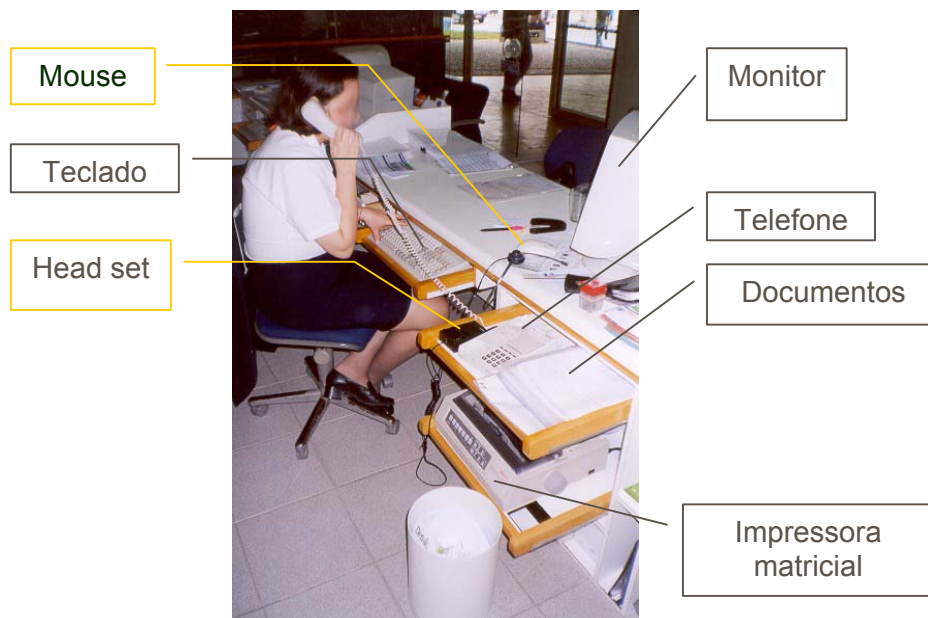 Mouse
Teclado
Head set
Monitor
Telefone
Documentos
Impressora
matricial